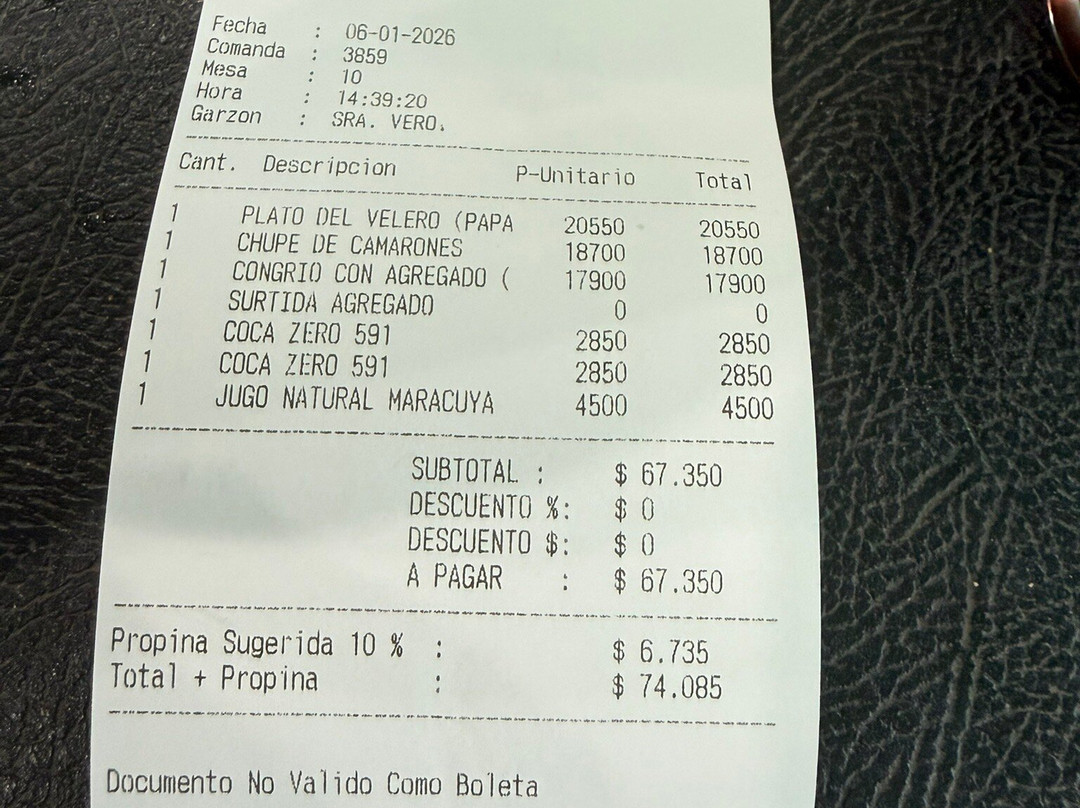 Fecha : 06-01-2026
Comanda : 3859
Mesa : 10
Hora : 14:39:20
Garzon : SRA. VERO.
Cant. Descripcion P-Unitario Total
1 PLATO DEL VELERO (PAPA 20550 20550
1 CHUPE DE CAMARONES 18700 18700
1 CONGRIO CON AGREGADO ( 17900 17900
1 SURTIDA AGREGADO 0 0
1 COCA ZERO 591 2850 2850
1 COCA ZERO 591 2850 2850
1 JUGO NATURAL MARACUYA 4500 4500
SUBTOTAL : $ 67.350
DESCUENTO %: $ 0
DESCUENTO $: $ 0
A PAGAR : $ 67.350
Propina Sugerida 10 % : $ 6.735
Total + Propina : $ 74.085
Documento No Valido Como Boleta